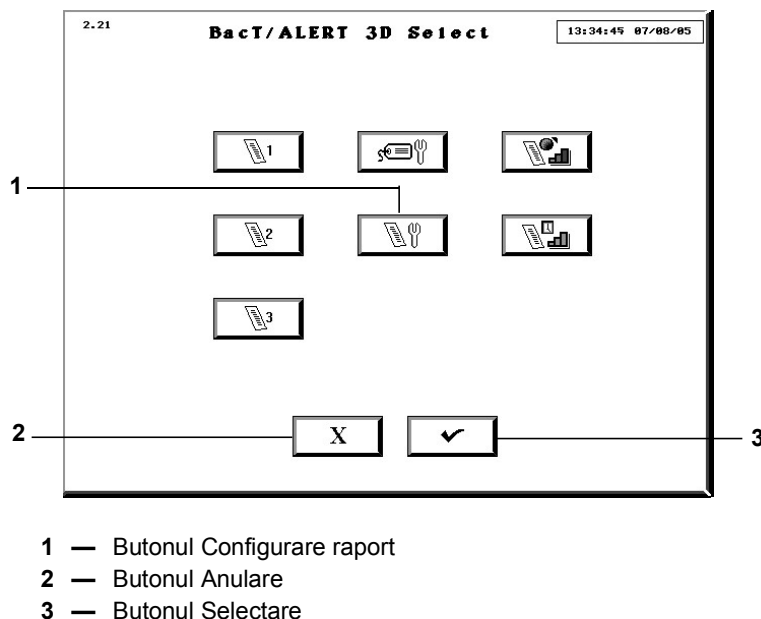 2.21
BacT/ALERT 3D Select
13:34:45 07/08/05
1
1
2
3
2
X
3
1 — Butonul Configurare raport
2 — Butonul Anulare
3 — Butonul Selectare